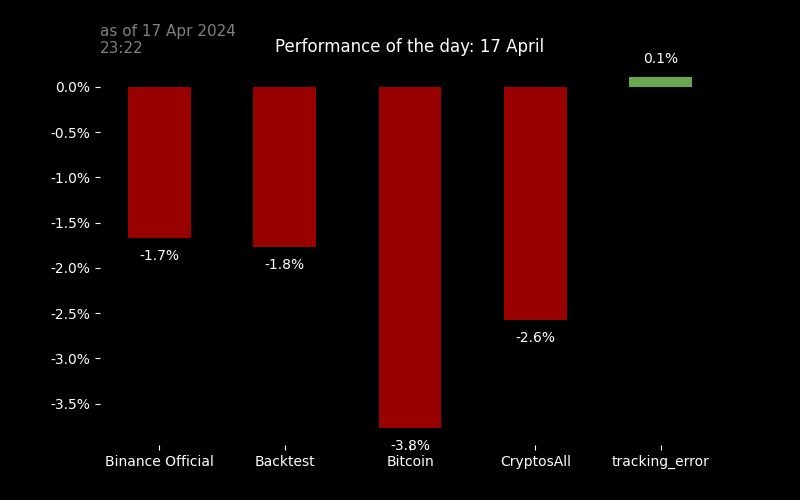 as of 17 Apr 2024
23:22
Performance of the day: 17 April
0.1%
0.0%
-0.5%
-1.0%
-1.5%
-2.0%
-2.5%
-3.0%
-3.5%
-1.7%
-1.8%
-3.8%
-2.6%
Binance Official
Backtest
Bitcoin
CryptosAll
tracking_error